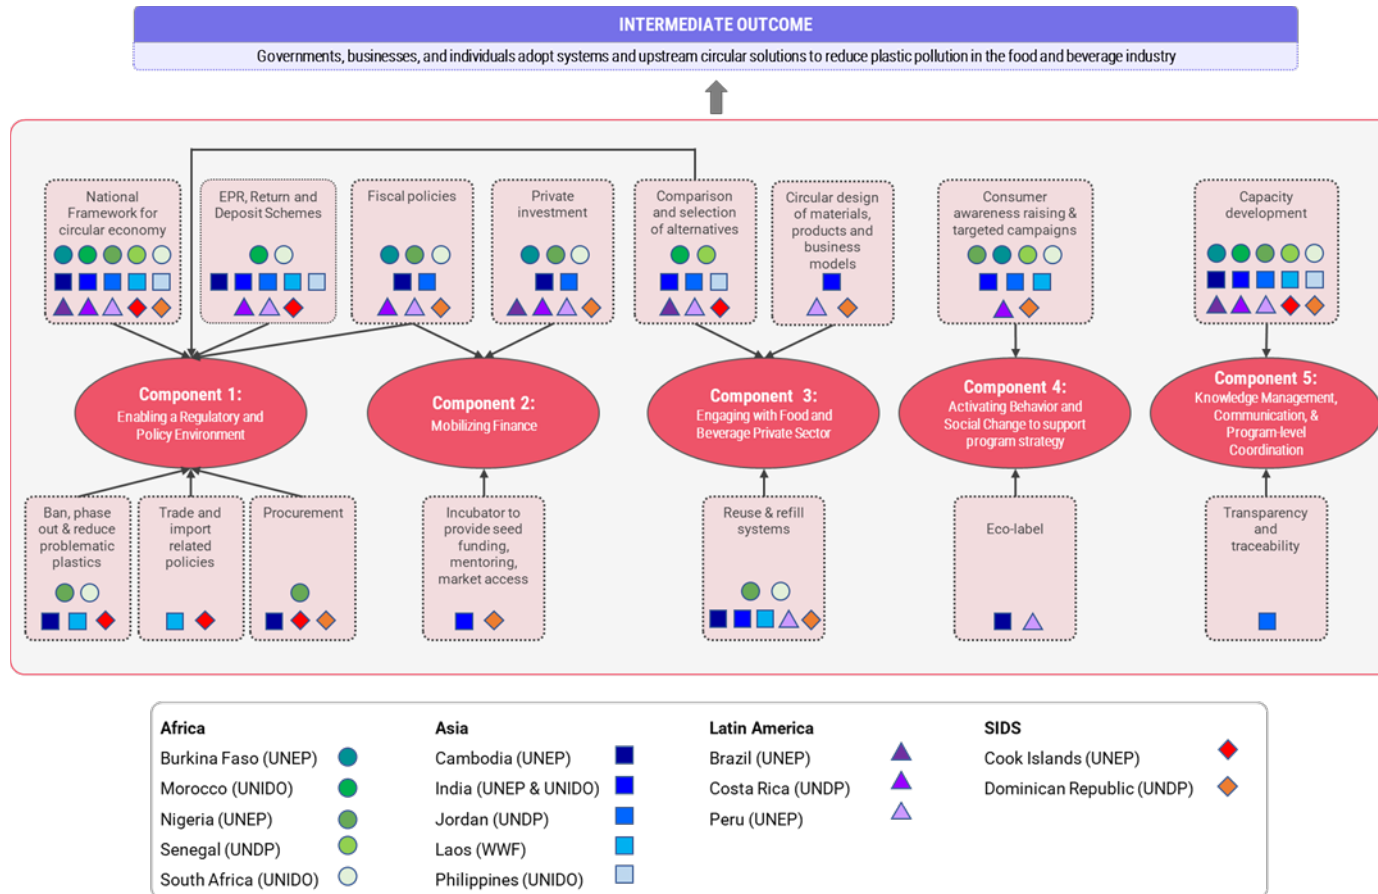 INTERMEDIATE OUTCOME
Governments, businesses, and individuals adopt systems and upstream circular solutions to reduce plastic pollution in the food and beverage industry
National
Framework for
circular economy
EPR, Return and
Deposit Schemes
Fiscal policies
Private
investment
Comparison
and selection
of alternatives
Circular design
of materials,
products and
business
models
Consumer
awareness raising &
targeted campaigns
Capacity
development
Component 1:
Enabling a Regulatory and
Policy Environment
Component 2:
Mobilizing Finance
Component 3:
Engaging with Food and
Beverage Private Sector
Component 4:
Activating Behavior and
Social Change to support
program strategy
Component 5:
Knowledge Management,
Communication, &
Program-level
Coordination
Ban, phase
out & reduce
problematic
plastics
Trade and
import
related
policies
Procurement
Incubator to
provide seed
funding,
mentoring,
market access
Reuse & refill
systems
Eco-label
Transparency
and
traceability
Africa
Burkina Faso (UNEP)
Morocco (UNIDO)
Nigeria (UNEP)
Senegal (UNDP)
South Africa (UNIDO)
Asia
Cambodia (UNEP)
India (UNEP & UNIDO)
Jordan (UNDP)
Laos (WWF)
Philippines (UNIDO)
Latin America
Brazil (UNEP)
Costa Rica (UNDP)
Peru (UNEP)
SIDS
Cook Islands (UNEP)
Dominican Republic (UNDP)